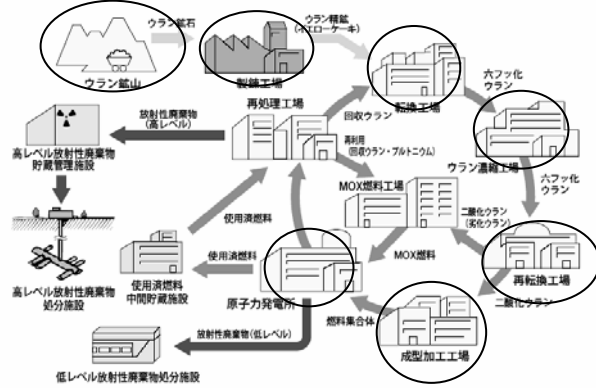 ウラン鉱石
ウラン精鉱
(イエローケーキ)
ウラン鉱山
製錬工場
再処理工場
転換工場
六フッ化
ウラン
放射性廃棄物
(高レベル)
回収ウラン
再利用
(回収ウラン・プルトニウム)
ウラン濃縮工場
高レベル放射性廃棄物
貯蔵管理施設
MOX燃料工場
六フッ化
ウラン
二酸化ウラン
(劣化ウラン)
使用済燃料
使用済燃料
MOX燃料
再転換工場
高レベル放射性廃棄物
処分施設
使用済燃料
中間貯蔵施設
原子力発電所
二酸化ウラン
燃料集合体
放射性廃棄物(低レベル)
成型加工工場
低レベル放射性廃棄物処分施設